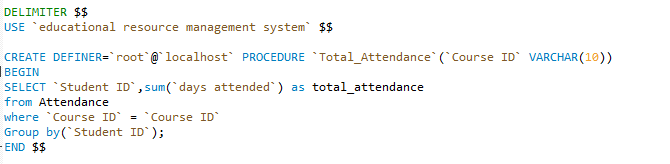 DELIMITER $$
USE `educational resource management system` $$
CREATE DEFINER=`root`@`localhost` PROCEDURE `Total_Attendance`(`Course ID` VARCHAR(10))
BEGIN
SELECT `Student ID`,sum(`days attended`) as total_attendance
from Attendance
where `Course ID` = `Course ID`
Group by(`Student ID`);
END $$